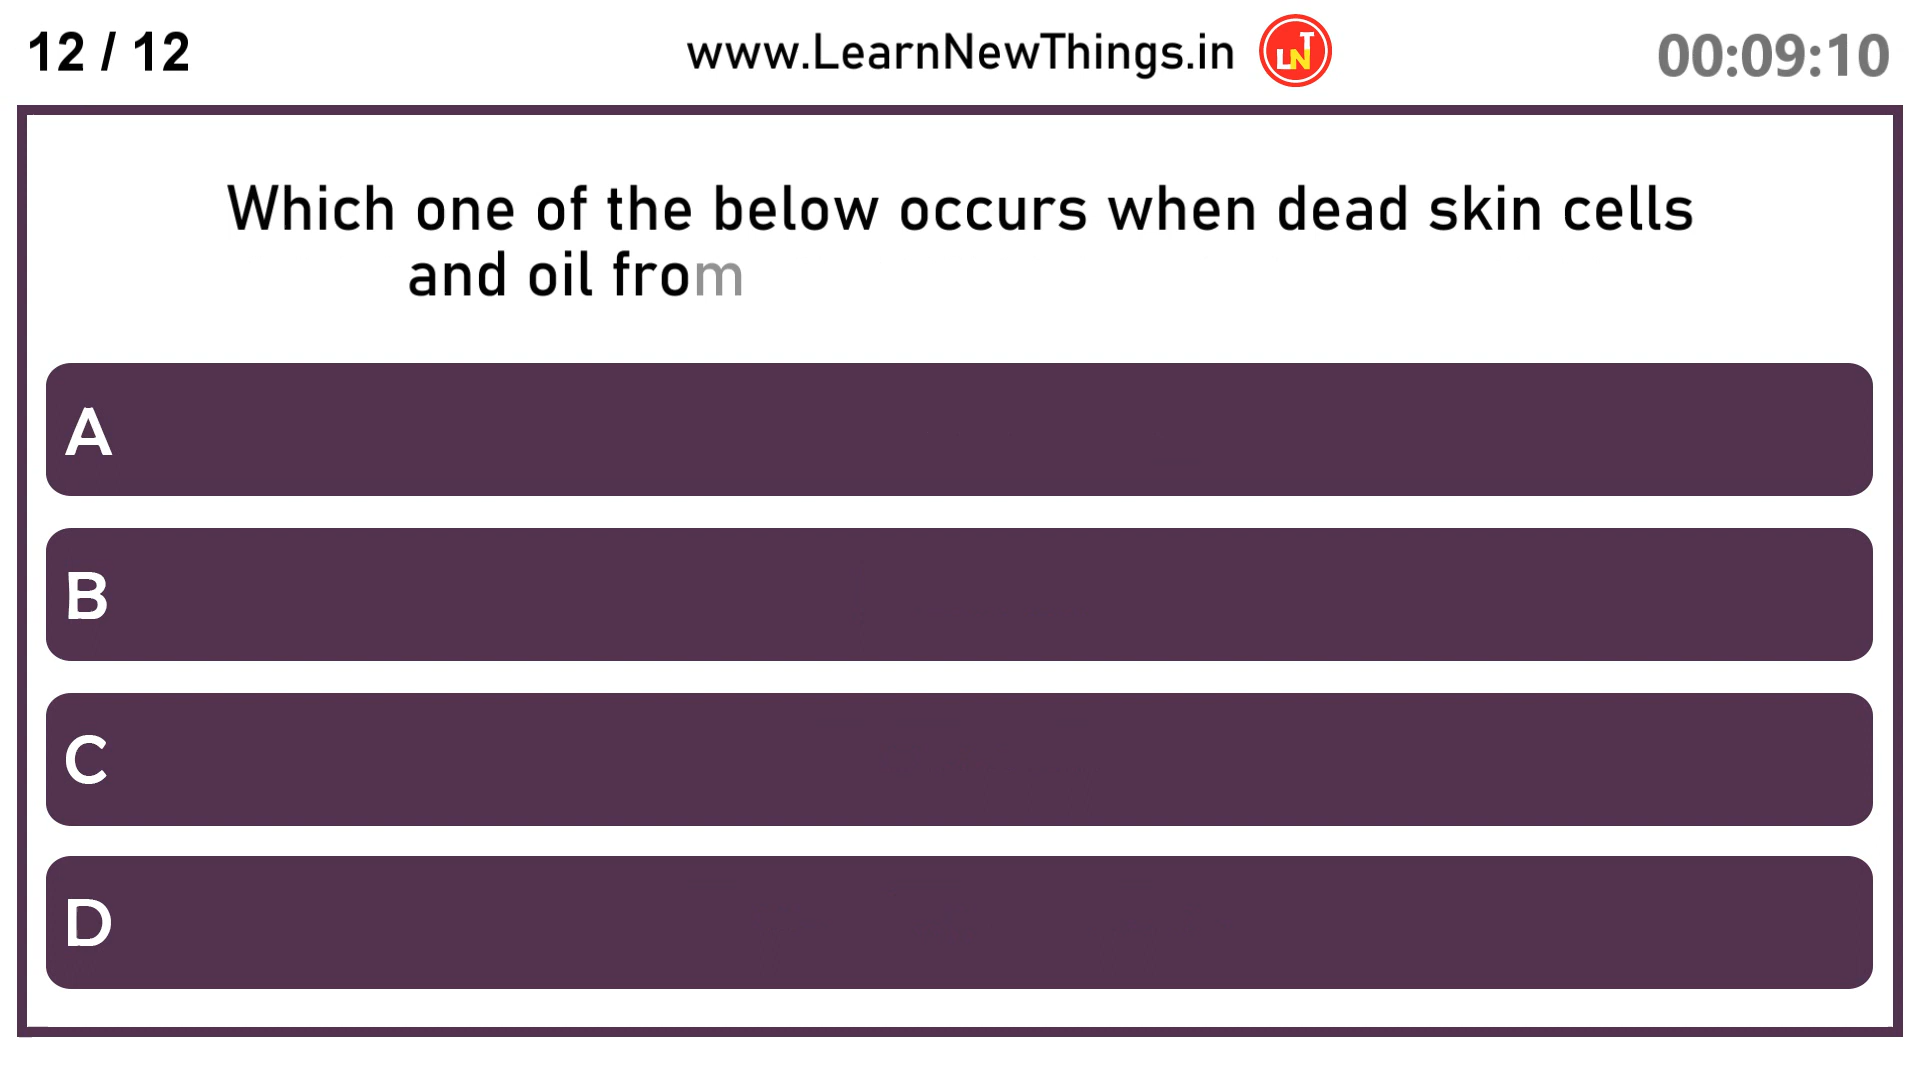 12 / 12
www.LearnNewThings.in
LNT
00:09:10
Which one of the below occurs when dead skin cells
and oil from
A
B
C
D